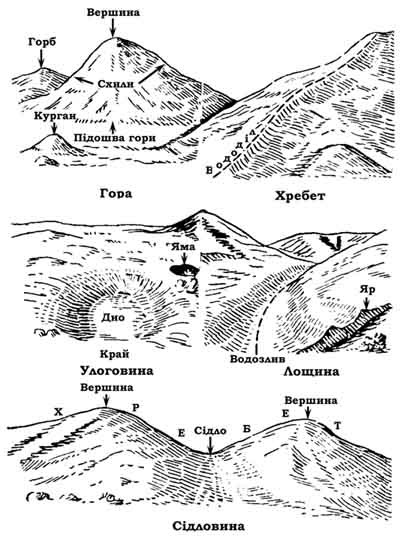 Вершина
Горб
Схили
Курган
Підошва гори
Вододіл
Гора
Хребет
Яма
Дно
Край
Яр
Водозлив
Улоговина
Лощина
Вершина
Вершина
Х Р Е Б Е Т
Сідло
Сідловина